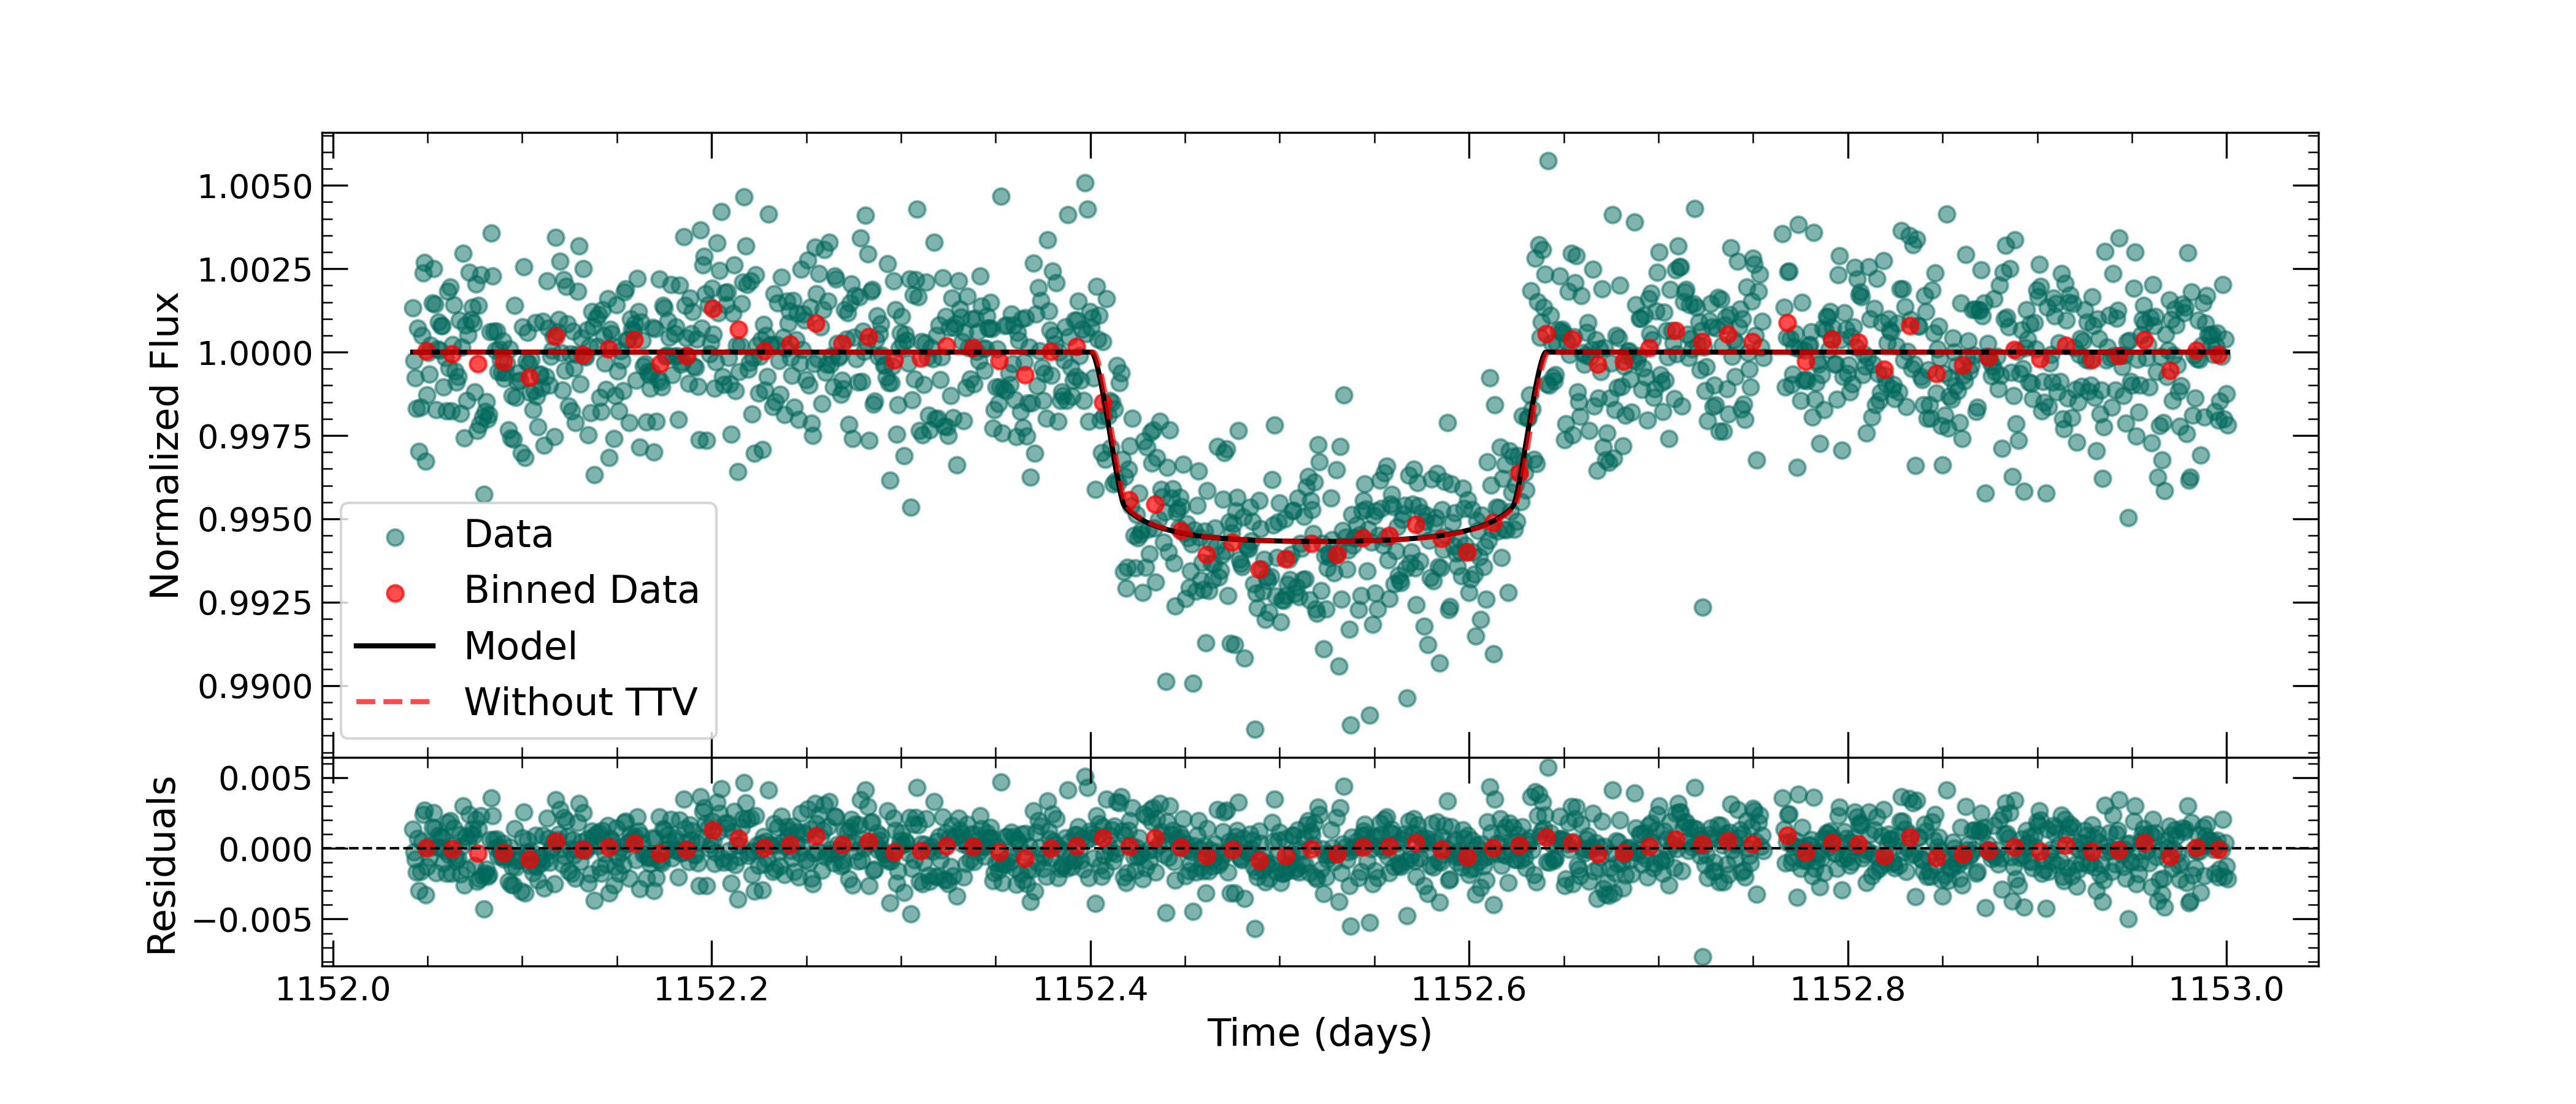 Normalized Flux
1.0050
1.0025
1.0000
0.9975
0.9950
0.9925
0.9900
Data
Binned Data
Model
Without TTV
Residuals
0.005
0.000
−0.005
1152.0 1152.2 1152.4 1152.6 1152.8 1153.0
Time (days)